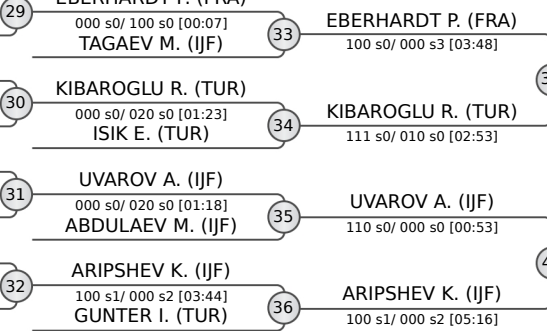 29
EBERHARDT P. (FRA)
000 s0/ 100 s0 [00:07]
TAGAEV M. (IJF)
33
EBERHARDT P. (FRA)
100 s0/ 000 s3 [03:48]
30
KIBAROGLU R. (TUR)
000 s0/ 020 s0 [01:23]
ISIK E. (TUR)
34
KIBAROGLU R. (TUR)
111 s0/ 010 s0 [02:53]
31
UVAROV A. (IJF)
000 s0/ 020 s0 [01:18]
ABDULAEV M. (IJF)
35
UVAROV A. (IJF)
110 s0/ 000 s0 [00:53]
32
ARIPSHEV K. (IJF)
100 s1/ 000 s2 [03:44]
GUNTER I. (TUR)
36
ARIPSHEV K. (IJF)
100 s1/ 000 s2 [05:16]